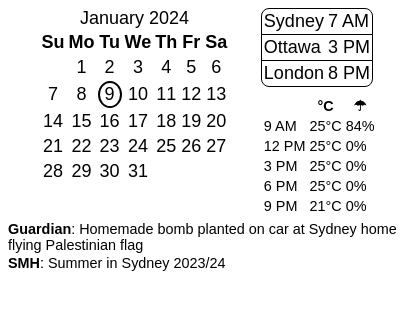 January 2024
Su Mo Tu We Th Fr Sa
1 2 3 4 5 6
7 8 9 10 11 12 13
14 15 16 17 18 19 20
21 22 23 24 25 26 27
28 29 30 31
Sydney 7 AM
Ottawa 3 PM
London 8 PM
°C ☂
9 AM 25°C 84%
12 PM 25°C 0%
3 PM 25°C 0%
6 PM 25°C 0%
9 PM 21°C 0%
Guardian: Homemade bomb planted on car at Sydney home
flying Palestinian flag
SMH: Summer in Sydney 2023/24